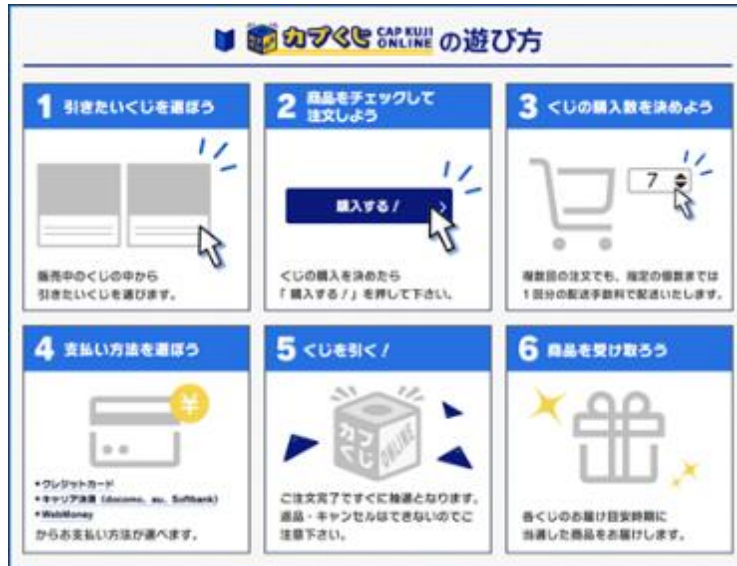 カプくじ CAP KUJI ONLINE の遊び方
1 引きたいくじを選ぼう
販売中のくじの中から
引きたいくじを選びます。
2 商品をチェックして
注文しよう
購入する!
くじの購入を決めたら
「購入する!」を押して下さい。
3 くじの購入数を決めよう
7
複数回の注文でも、指定の個数までは
1回分の配送手数料で配送いたします。
4 支払い方法を選ぼう
¥
•クレジットカード
•キャリア決済(docomo, au, Softbank)
•WebMoney
からお支払い方法が選べます。
5 くじを引く!
カプくじ ONLINE
ご注文完了ですぐに抽選となります。
返品・キャンセルはできないのでご
注意下さい。
6 商品を受け取ろう
各くじのお届け目安時期に
当選した商品をお届けします。